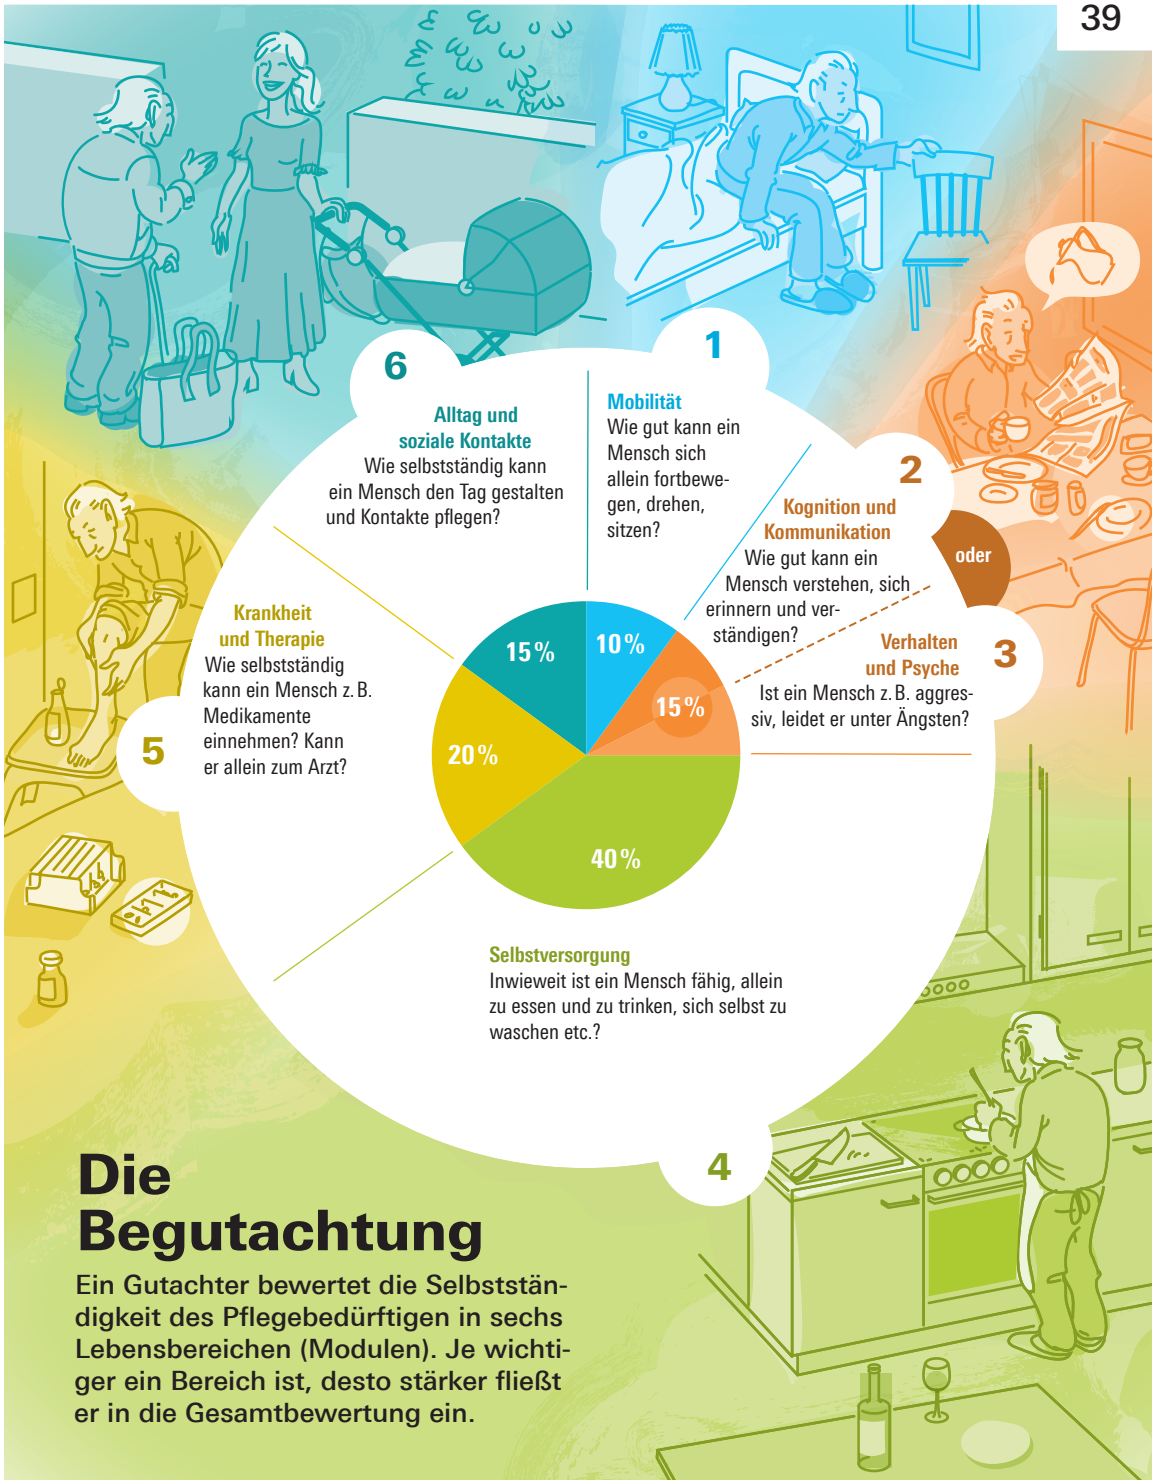 39
6
Alltag und
soziale Kontakte
Wie selbstständig kann
ein Mensch den Tag gestalten
und Kontakte pflegen?
1
Mobilität
Wie gut kann ein
Mensch sich
allein fortbewe-
gen, drehen,
sitzen?
2
Kognition und
Kommunikation
Wie gut kann ein
Mensch verstehen, sich
erinnern und ver-
ständigen?
oder
3
Verhalten
und Psyche
Ist ein Mensch z. B. aggres-
siv, leidet er unter Ängsten?
5
Krankheit
und Therapie
Wie selbstständig
kann ein Mensch z. B.
Medikamente
einnehmen? Kann
er allein zum Arzt?
15 %
10 %
15 %
20 %
40 %
Selbstversorgung
Inwieweit ist ein Mensch fähig, allein
zu essen und zu trinken, sich selbst zu
waschen etc.?
4
Die
Begutachtung
Ein Gutachter bewertet die Selbststän-
digkeit des Pflegebedürftigen in sechs
Lebensbereichen (Modulen). Je wichti-
ger ein Bereich ist, desto stärker fließt
er in die Gesamtbewertung ein.